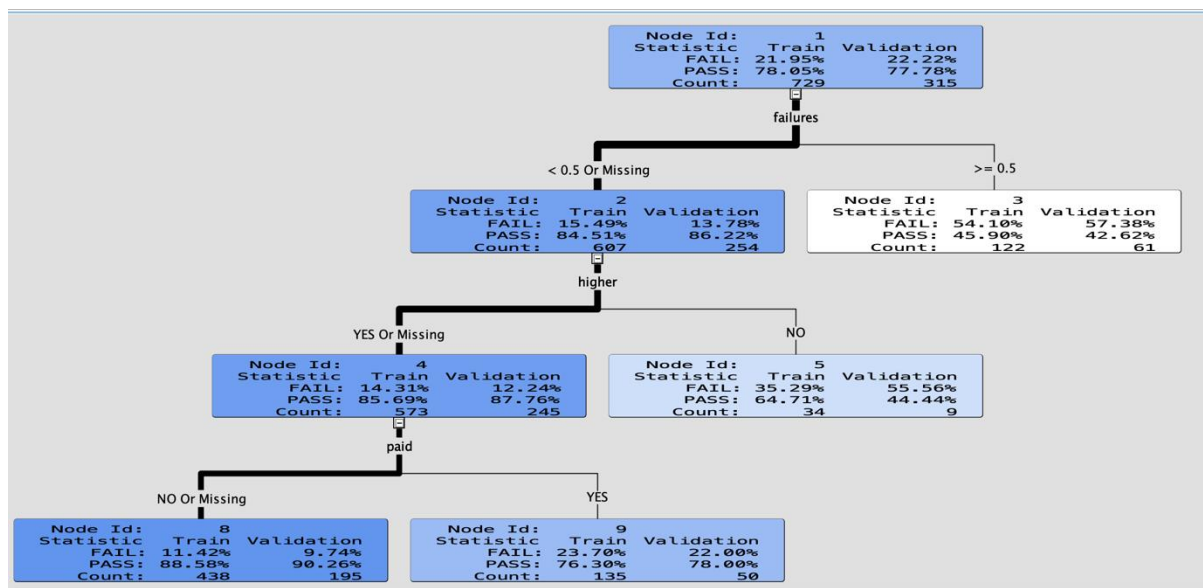 Node Id: 1
Statistic Train Validation
FAIL: 21.95% 22.22%
PASS: 78.05% 77.78%
Count: 729 315
failures
< 0.5 Or Missing
>= 0.5
Node Id: 2
Statistic Train Validation
FAIL: 15.49% 13.78%
PASS: 84.51% 86.22%
Count: 607 254
Node Id: 3
Statistic Train Validation
FAIL: 54.10% 57.38%
PASS: 45.90% 42.62%
Count: 122 61
higher
YES Or Missing
NO
Node Id: 4
Statistic Train Validation
FAIL: 14.31% 12.24%
PASS: 85.69% 87.76%
Count: 573 245
Node Id: 5
Statistic Train Validation
FAIL: 35.29% 55.56%
PASS: 64.71% 44.44%
Count: 34 9
paid
NO Or Missing
YES
Node Id: 8
Statistic Train Validation
FAIL: 11.42% 9.74%
PASS: 88.58% 90.26%
Count: 438 195
Node Id: 9
Statistic Train Validation
FAIL: 23.70% 22.00%
PASS: 76.30% 78.00%
Count: 135 50